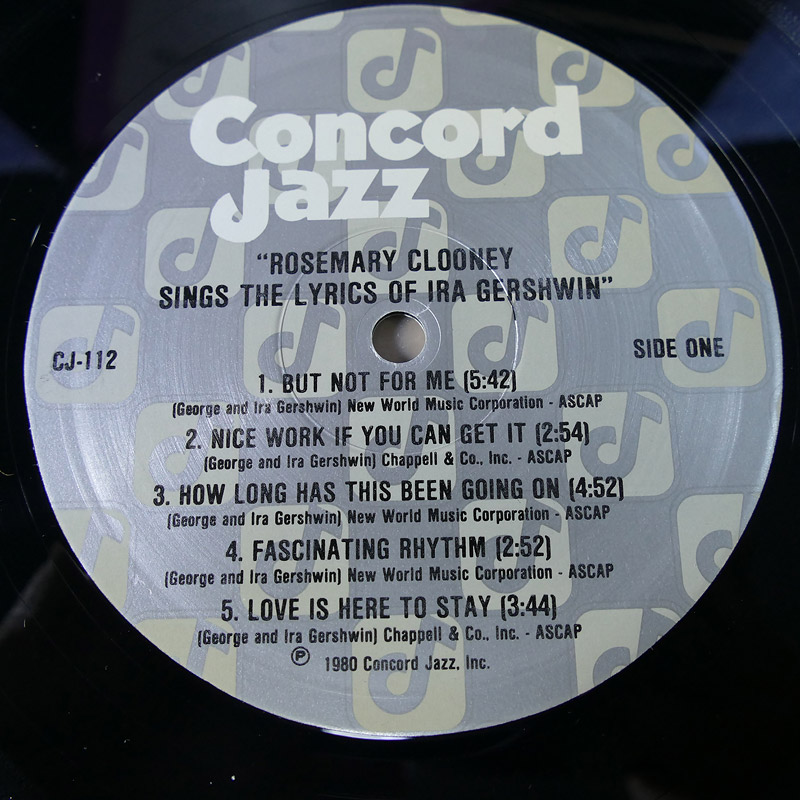 Concord
Jazz
"ROSEMARY CLOONEY
SINGS THE LYRICS OF IRA GERSHWIN"
CJ-112
SIDE ONE
1. BUT NOT FOR ME (5:42)
(George and Ira Gershwin) New World Music Corporation - ASCAP
2. NICE WORK IF YOU CAN GET IT (2:54)
(George and Ira Gershwin) Chappell & Co., Inc. - ASCAP
3. HOW LONG HAS THIS BEEN GOING ON (4:52)
(George and Ira Gershwin) New World Music Corporation - ASCAP
4. FASCINATING RHYTHM (2:52)
(George and Ira Gershwin) New World Music Corporation - ASCAP
5. LOVE IS HERE TO STAY (3:44)
(George and Ira Gershwin) Chappell & Co., Inc. - ASCAP
℗ 1980 Concord Jazz, Inc.